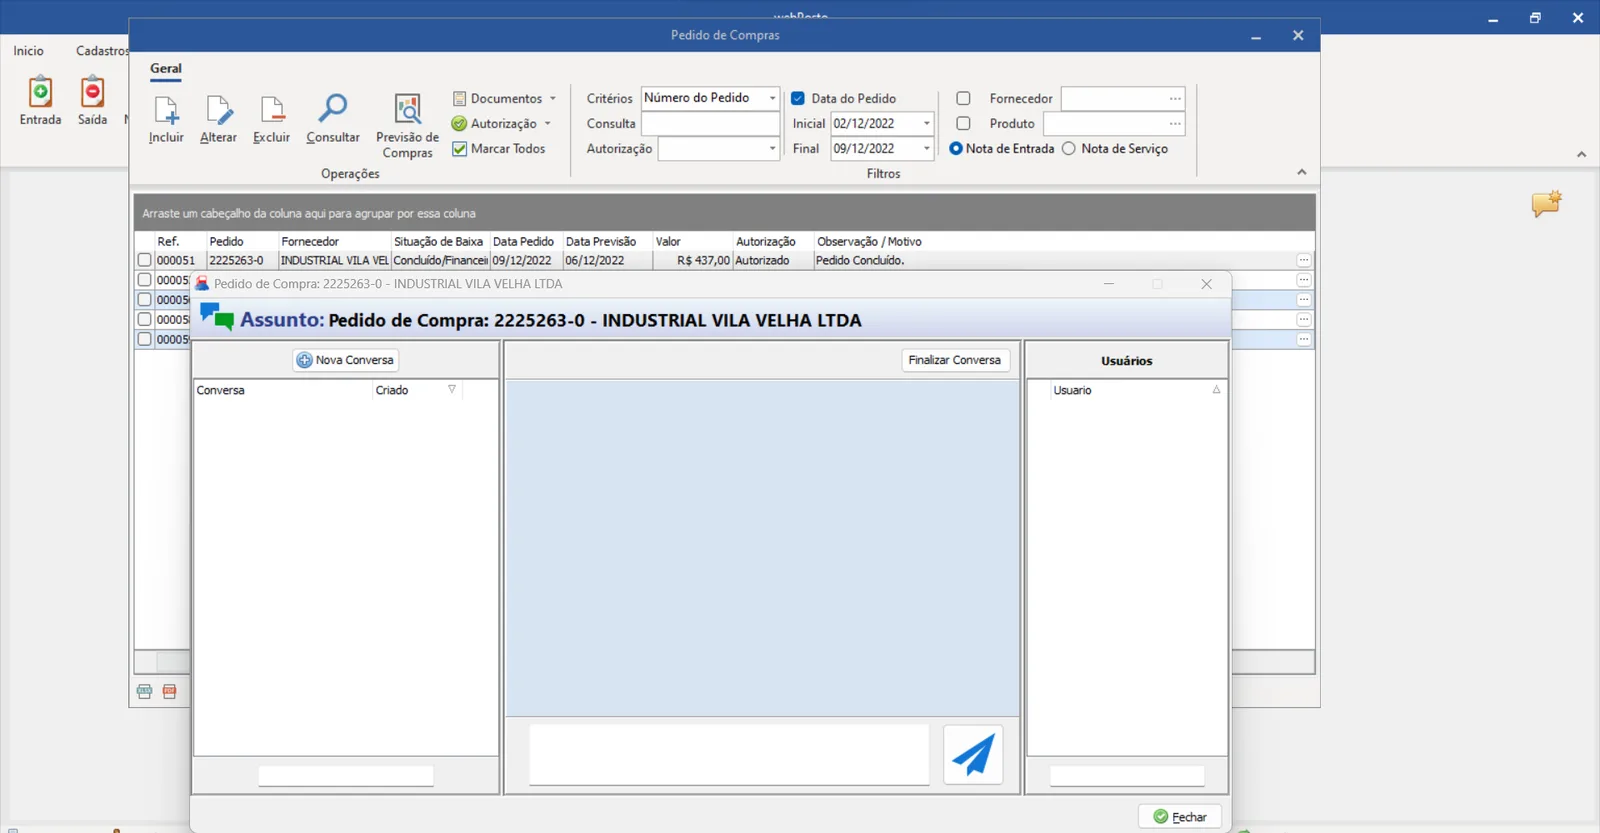 Pedido de Compras
Inicio
Cadastros
Entrada
Saída
Geral
Incluir
Alterar
Excluir
Consultar
Previsão de
Compras
Documentos
Autorização
Marcar Todos
Operações
Critérios
Número do Pedido
Consulta
Autorização
Data do Pedido
Inicial
02/12/2022
Final
09/12/2022
Fornecedor
Produto
Nota de Entrada
Nota de Serviço
Filtros
Arraste um cabeçalho da coluna aqui para agrupar por essa coluna
Ref. Pedido Fornecedor Situação de Baixa Data Pedido Data Previsão Valor Autorização Observação / Motivo
000051 2225263-0 INDUSTRIAL VILA VEL Concluído/Financeir 09/12/2022 06/12/2022 R$ 437,00 Autorizado Pedido Concluído.
Pedido de Compra: 2225263-0 - INDUSTRIAL VILA VELHA LTDA
Assunto: Pedido de Compra: 2225263-0 - INDUSTRIAL VILA VELHA LTDA
Nova Conversa
Finalizar Conversa
Usuários
Conversa
Criado
Usuario
Fechar